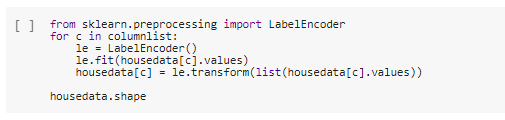 [ ] from sklearn.preprocessing import LabelEncoder
for c in columnlist:
    le = LabelEncoder()
    le.fit(housedata[c].values)
    housedata[c] = le.transform(list(housedata[c].values))

housedata.shape